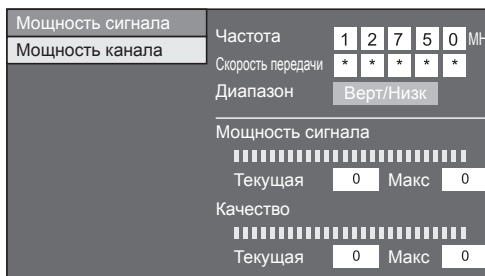 Мощность сигнала
Мощность канала
Частота 1 2 7 5 0 MH
Скорость передачи * * * * *
Диапазон Верт/Низк
Мощность сигнала
Текущая 0 Макс 0
Качество
Текущая 0 Макс 0